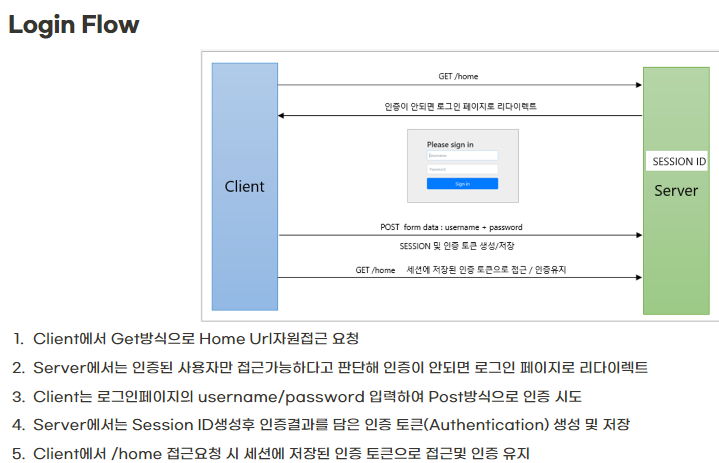 Login Flow
GET /home
인증이 안되면 로그인 페이지로 리다이렉트
Please sign in
Username
Password
Sign in
SESSION ID
Client
Server
POST form data : username + password
SESSION 및 인증 토큰 생성/저장
GET /home 세션에 저장된 인증 토큰으로 접근 / 인증유지
1. Client에서 Get방식으로 Home Url자원접근 요청
2. Server에서는 인증된 사용자만 접근가능하다고 판단해 인증이 안되면 로그인 페이지로 리다이렉트
3. Client는 로그인페이지의 username/password 입력하여 Post방식으로 인증 시도
4. Server에서는 Session ID생성후 인증결과를 담은 인증 토큰(Authentication) 생성 및 저장
5. Client에서 /home 접근요청 시 세션에 저장된 인증 토큰으로 접근및 인증 유지